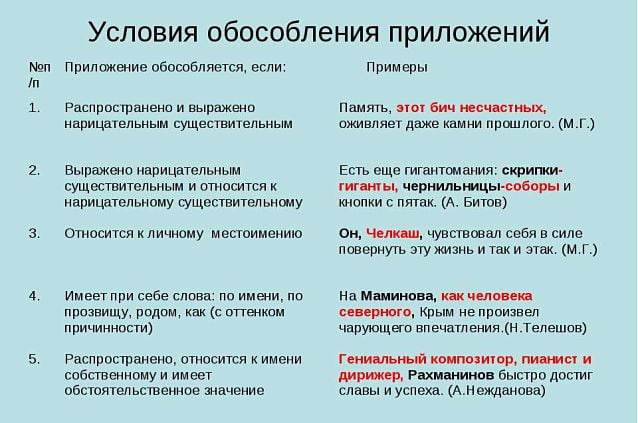 Условия обособления приложений
№п/п Приложение обособляется, если: Примеры
1. Распространено и выражено нарицательным существительным
Память, этот бич несчастных, оживляет даже камни прошлого. (М.Г.)
2. Выражено нарицательным существительным и относится к нарицательному существительному
Есть еще гигантомания: скрипки-гиганты, чернильницы-соборы и кнопки с пятак. (А. Битов)
3. Относится к личному местоимению
Он, Челкаш, чувствовал себя в силе повернуть эту жизнь и так и этак. (М.Г.)
4. Имеет при себе слова: по имени, по прозвищу, родом, как (с оттенком причинности)
На Маминова, как человека северного, Крым не произвел чарующего впечатления.(Н.Телешов)
5. Распространено, относится к имени собственному и имеет обстоятельственное значение
Гениальный композитор, пианист и дирижер, Рахманинов быстро достиг славы и успеха. (А.Нежданова)